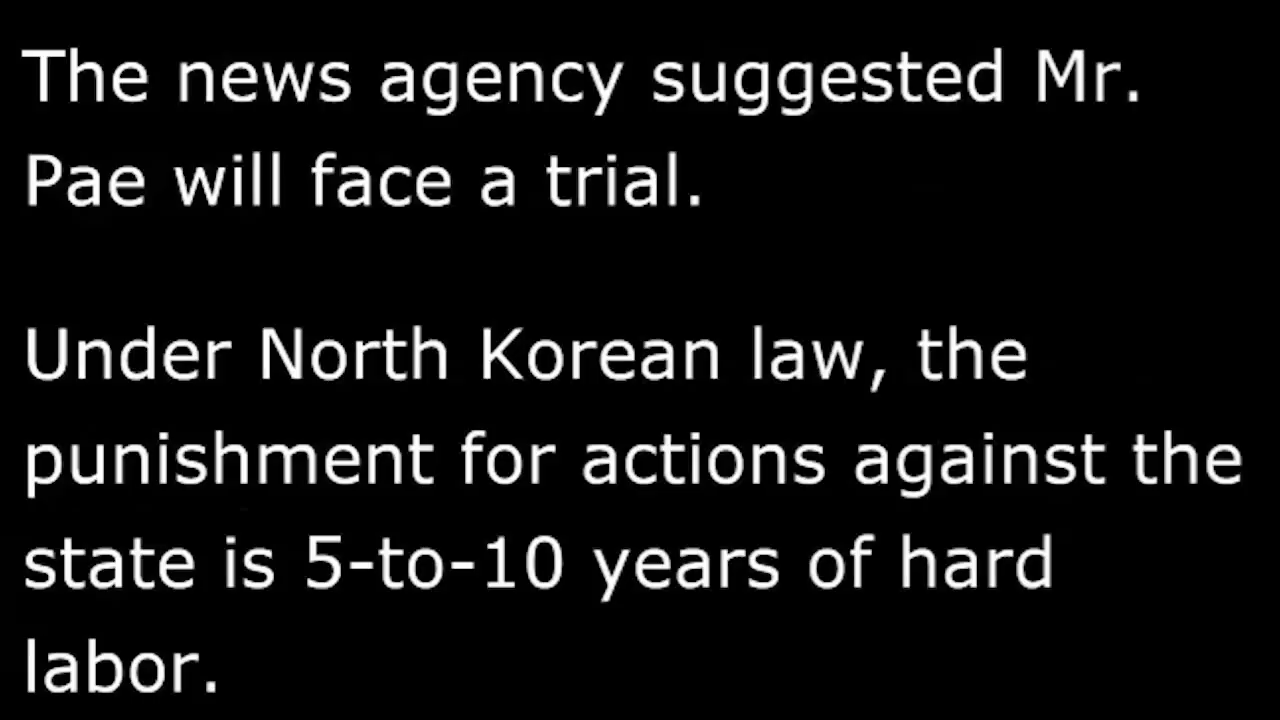 The news agency suggested Mr.
Pae will face a trial.
Under North Korean law, the
punishment for actions against the
state is 5-to-10 years of hard
labor.